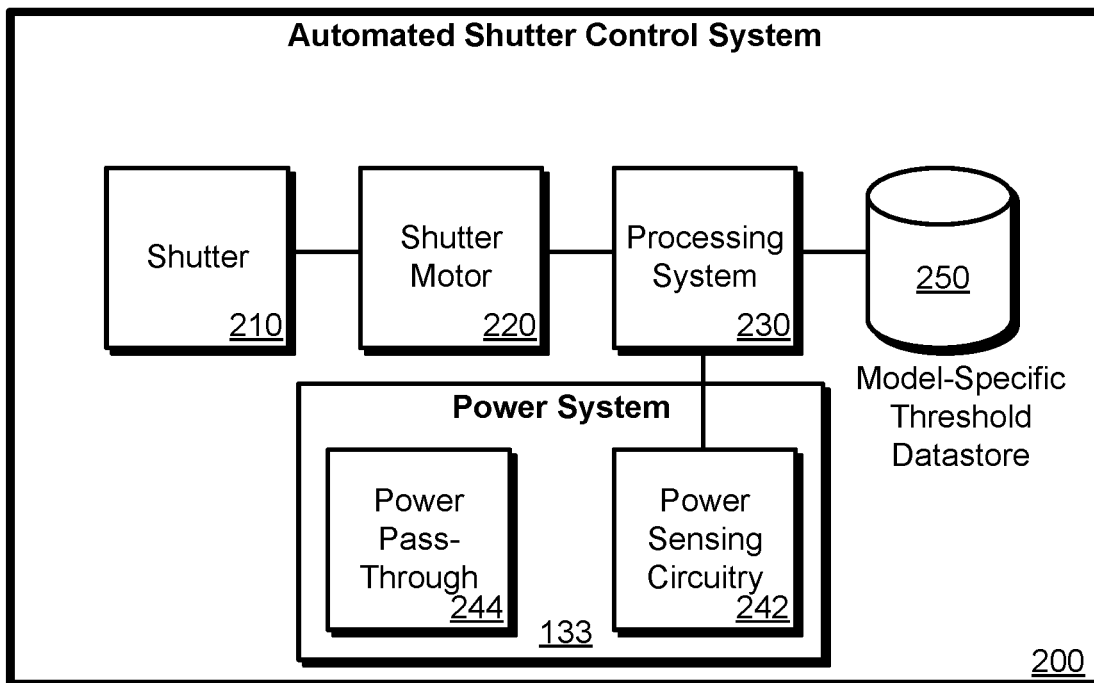 Automated Shutter Control System
Shutter
210
Shutter
Motor
220
Processing
System
230
250
Model-Specific
Threshold
Datastore
Power System
Power
Pass-
Through
244
Power
Sensing
Circuitry
242
133
200